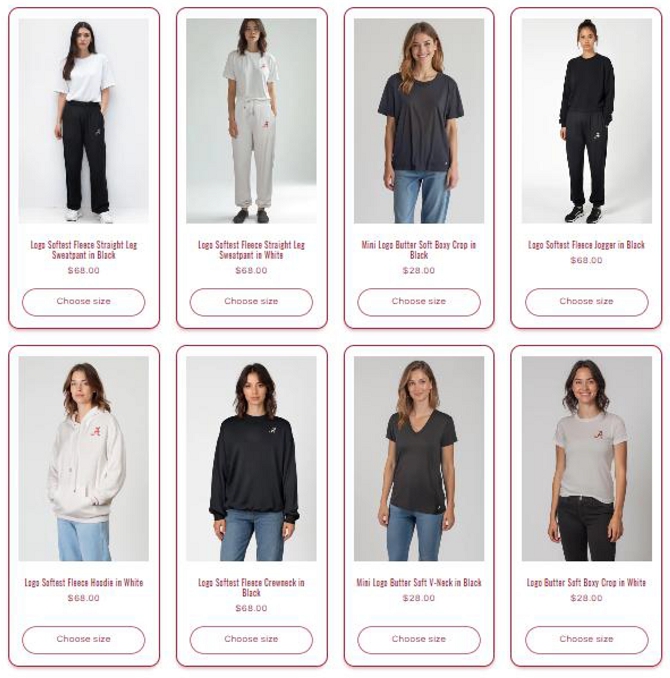 Logo Softest Fleece Straight Leg
Sweatpant in Black
$68.00
Choose size
Logo Softest Fleece Straight Leg
Sweatpant in White
$68.00
Choose size
Mini Logo Butter Soft Boxy Crop in
Black
$28.00
Choose size
Logo Softest Fleece Jogger in Black
$68.00
Choose size
Logo Softest Fleece Hoodie in White
$68.00
Choose size
Logo Softest Fleece Crewneck in
Black
$68.00
Choose size
Mini Logo Butter Soft V-Neck in Black
$28.00
Choose size
Logo Butter Soft Boxy Crop in White
$28.00
Choose size